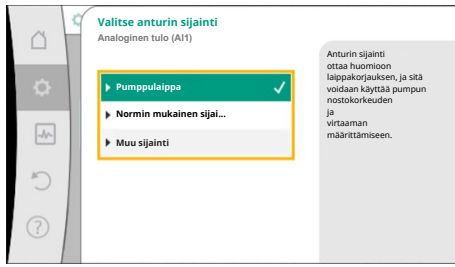 Valitse anturin sijainti
Analoginen tulo (AI1)
Pumppulaippa
Normin mukainen sijai...
Muu sijainti
Anturin sijainti
ottaa huomioon
laippakorjauksen, ja sitä
voidaan käyttää pumpun
nostokorkeuden
ja
virtaaman
määrittämiseen.
?